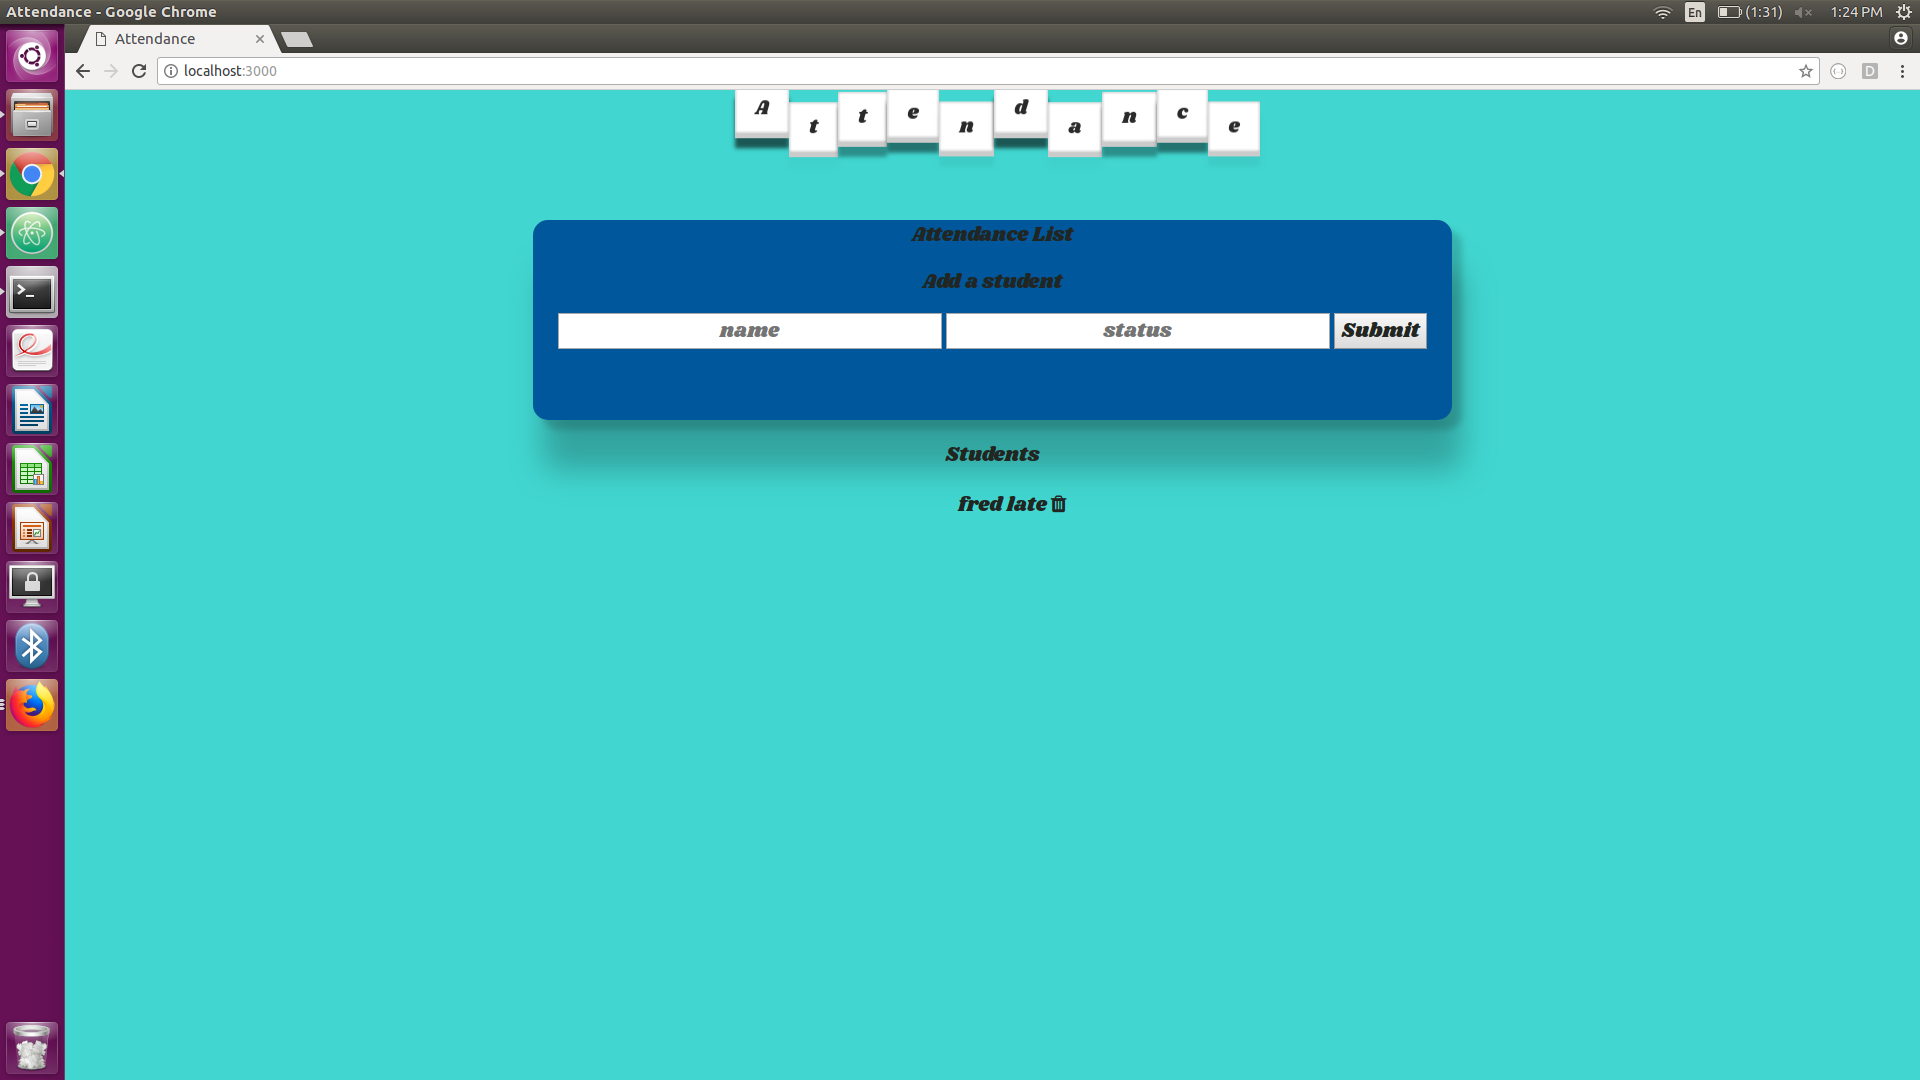 Attendance - Google Chrome
En
(1:31)
1:24 PM
Attendance
localhost:3000
D
Attendance
Attendance List
Add a student
name status Submit
Students
fred late